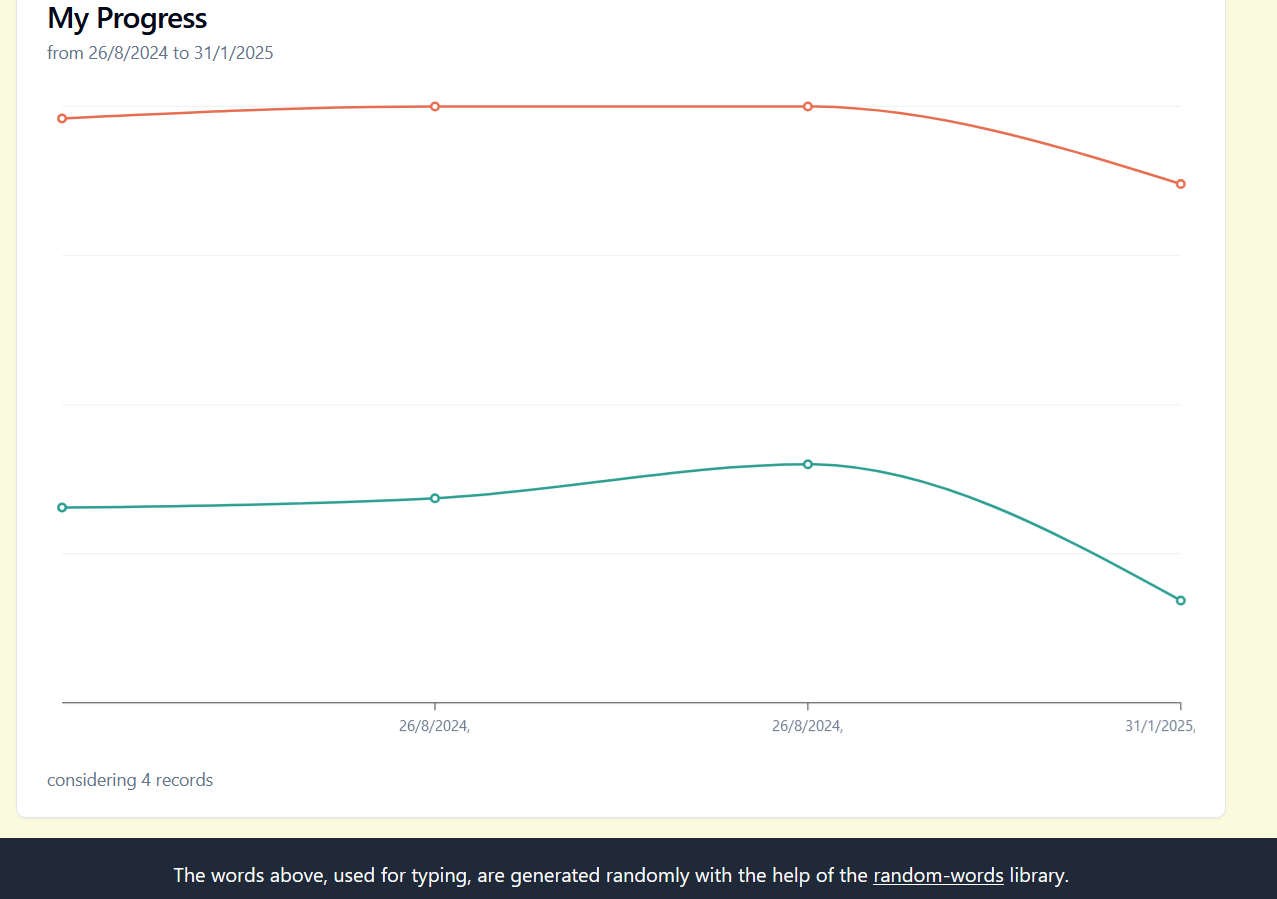 My Progress
from 26/8/2024 to 31/1/2025
26/8/2024,
26/8/2024,
31/1/2025,
considering 4 records
The words above, used for typing, are generated randomly with the help of the random-words library.